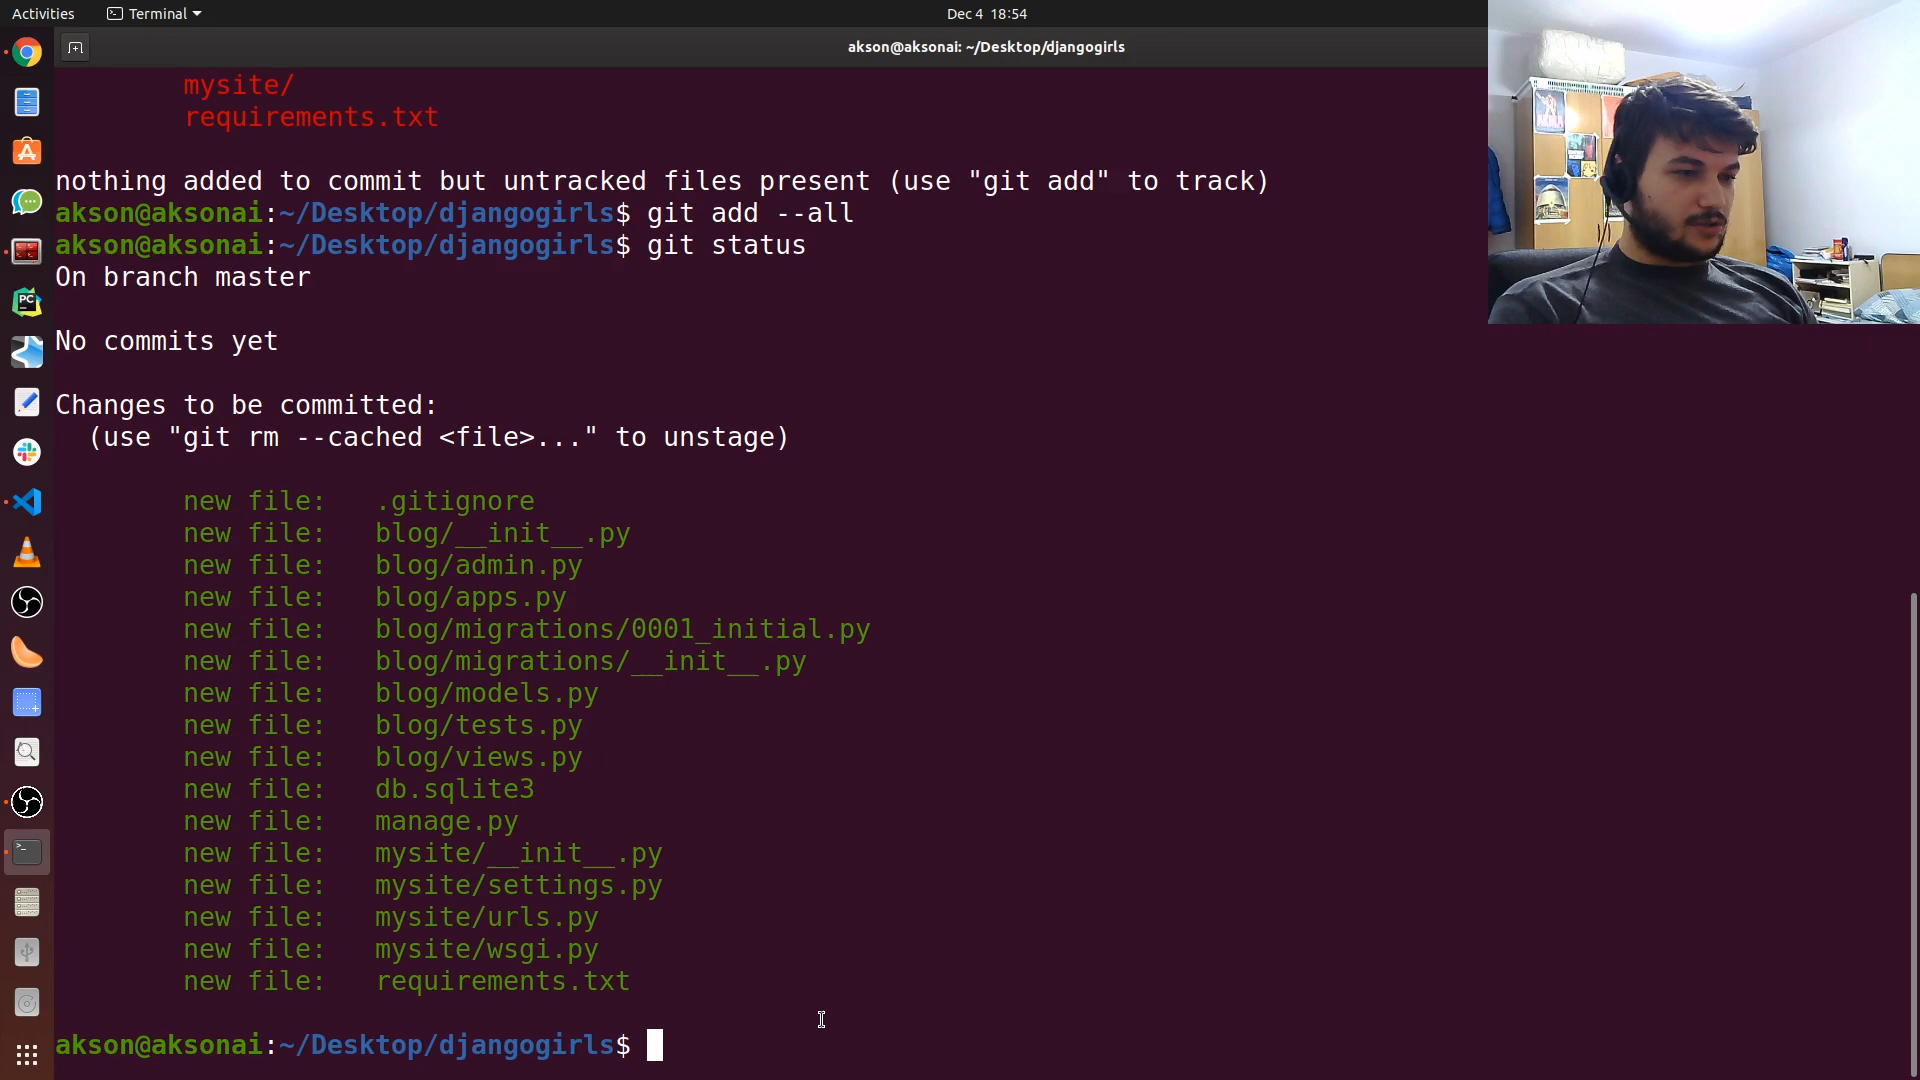 Activities
Terminal
Dec 4 18:54
akson@aksonai: ~/Desktop/djangogirls
mysite/
requirements.txt
nothing added to commit but untracked files present (use "git add" to track)
akson@aksonai:~/Desktop/djangogirls$ git add --all
akson@aksonai:~/Desktop/djangogirls$ git status
On branch master
No commits yet
Changes to be committed:
(use "git rm --cached <file>..." to unstage)
new file: .gitignore
new file: blog/__init__.py
new file: blog/admin.py
new file: blog/apps.py
new file: blog/migrations/0001_initial.py
new file: blog/migrations/__init__.py
new file: blog/models.py
new file: blog/tests.py
new file: blog/views.py
new file: db.sqlite3
new file: manage.py
new file: mysite/__init__.py
new file: mysite/settings.py
new file: mysite/urls.py
new file: mysite/wsgi.py
new file: requirements.txt
akson@aksonai:~/Desktop/djangogirls$
PC